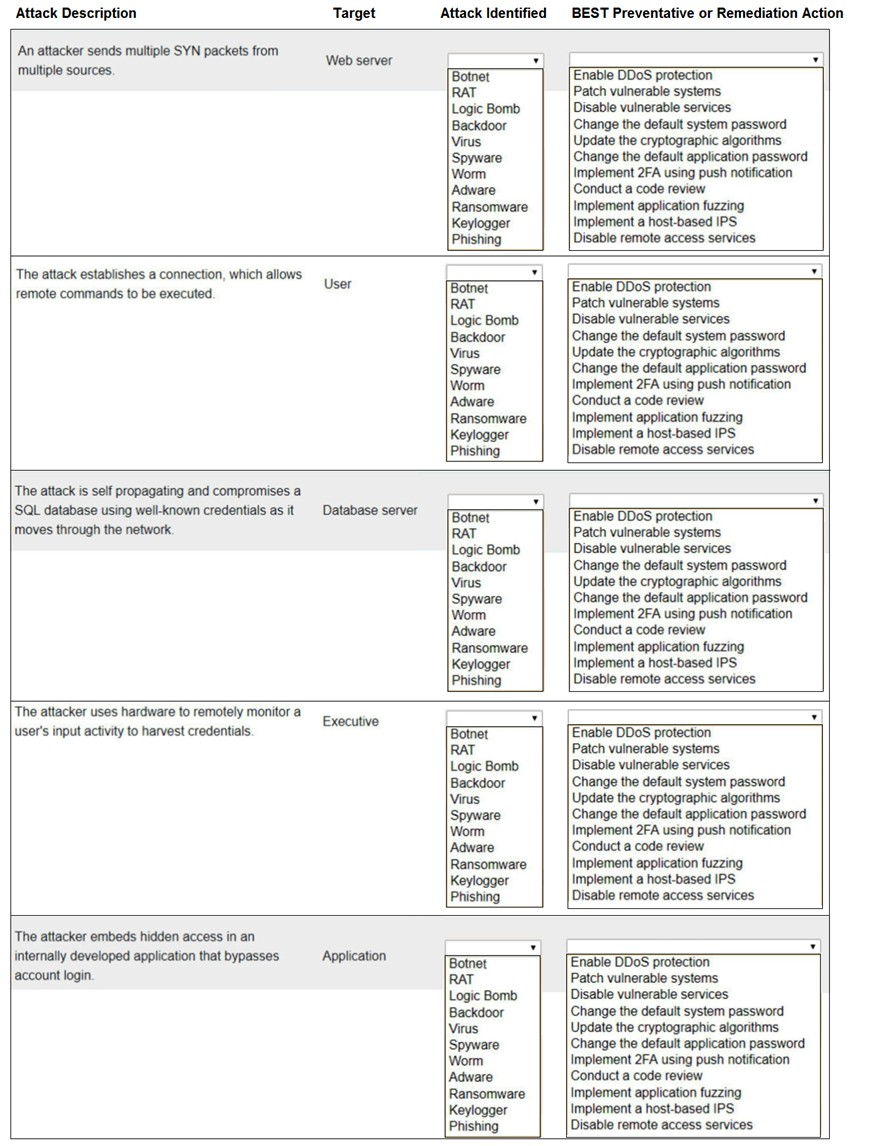 Attack Description Target Attack Identified BEST Preventative or Remediation Action
An attacker sends multiple SYN packets from
multiple sources.
Web server
Botnet
RAT
Logic Bomb
Backdoor
Virus
Spyware
Worm
Adware
Ransomware
Keylogger
Phishing
Enable DDoS protection
Patch vulnerable systems
Disable vulnerable services
Change the default system password
Update the cryptographic algorithms
Change the default application password
Implement 2FA using push notification
Conduct a code review
Implement application fuzzing
Implement a host-based IPS
Disable remote access services
The attack establishes a connection, which allows
remote commands to be executed.
User
Botnet
RAT
Logic Bomb
Backdoor
Virus
Spyware
Worm
Adware
Ransomware
Keylogger
Phishing
Enable DDoS protection
Patch vulnerable systems
Disable vulnerable services
Change the default system password
Update the cryptographic algorithms
Change the default application password
Implement 2FA using push notification
Conduct a code review
Implement application fuzzing
Implement a host-based IPS
Disable remote access services
The attack is self propagating and compromises a
SQL database using well-known credentials as it
moves through the network.
Database server
Botnet
RAT
Logic Bomb
Backdoor
Virus
Spyware
Worm
Adware
Ransomware
Keylogger
Phishing
Enable DDoS protection
Patch vulnerable systems
Disable vulnerable services
Change the default system password
Update the cryptographic algorithms
Change the default application password
Implement 2FA using push notification
Conduct a code review
Implement application fuzzing
Implement a host-based IPS
Disable remote access services
The attacker uses hardware to remotely monitor a
user's input activity to harvest credentials.
Executive
Botnet
RAT
Logic Bomb
Backdoor
Virus
Spyware
Worm
Adware
Ransomware
Keylogger
Phishing
Enable DDoS protection
Patch vulnerable systems
Disable vulnerable services
Change the default system password
Update the cryptographic algorithms
Change the default application password
Implement 2FA using push notification
Conduct a code review
Implement application fuzzing
Implement a host-based IPS
Disable remote access services
The attacker embeds hidden access in an
internally developed application that bypasses
account login.
Application
Botnet
RAT
Logic Bomb
Backdoor
Virus
Spyware
Worm
Adware
Ransomware
Keylogger
Phishing
Enable DDoS protection
Patch vulnerable systems
Disable vulnerable services
Change the default system password
Update the cryptographic algorithms
Change the default application password
Implement 2FA using push notification
Conduct a code review
Implement application fuzzing
Implement a host-based IPS
Disable remote access services